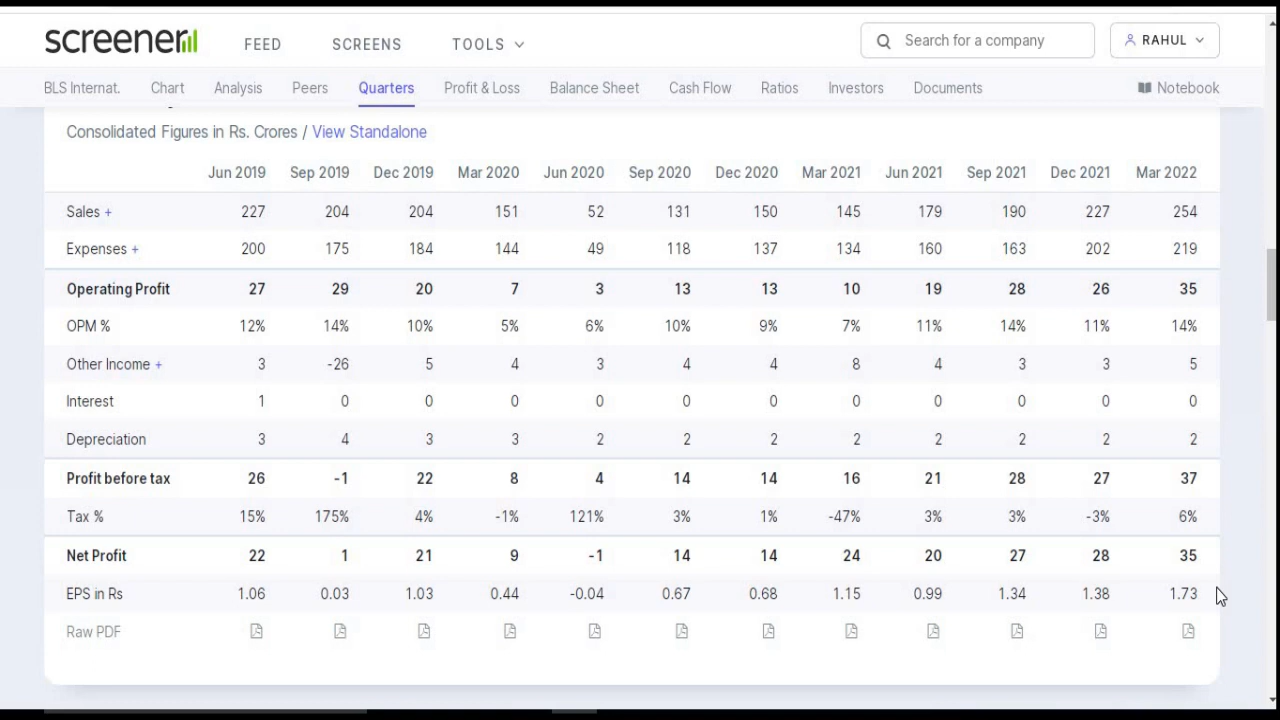 screener FEED SCREENS TOOLS Search for a company RAHUL
BLS Internat. Chart Analysis Peers Quarters Profit & Loss Balance Sheet Cash Flow Ratios Investors Documents Notebook
Consolidated Figures in Rs. Crores / View Standalone
Jun 2019 Sep 2019 Dec 2019 Mar 2020 Jun 2020 Sep 2020 Dec 2020 Mar 2021 Jun 2021 Sep 2021 Dec 2021 Mar 2022
Sales + 227 204 204 151 52 131 150 145 179 190 227 254
Expenses + 200 175 184 144 49 118 137 134 160 163 202 219
Operating Profit 27 29 20 7 3 13 13 10 19 28 26 35
OPM % 12% 14% 10% 5% 6% 10% 9% 7% 11% 14% 11% 14%
Other Income + 3 -26 5 4 3 4 4 8 4 3 3 5
Interest 1 0 0 0 0 0 0 0 0 0 0 0
Depreciation 3 4 3 3 2 2 2 2 2 2 2 2
Profit before tax 26 -1 22 8 4 14 14 16 21 28 27 37
Tax % 15% 175% 4% -1% 121% 3% 1% -47% 3% 3% -3% 6%
Net Profit 22 1 21 9 -1 14 14 24 20 27 28 35
EPS in Rs 1.06 0.03 1.03 0.44 -0.04 0.67 0.68 1.15 0.99 1.34 1.38 1.73
Raw PDF